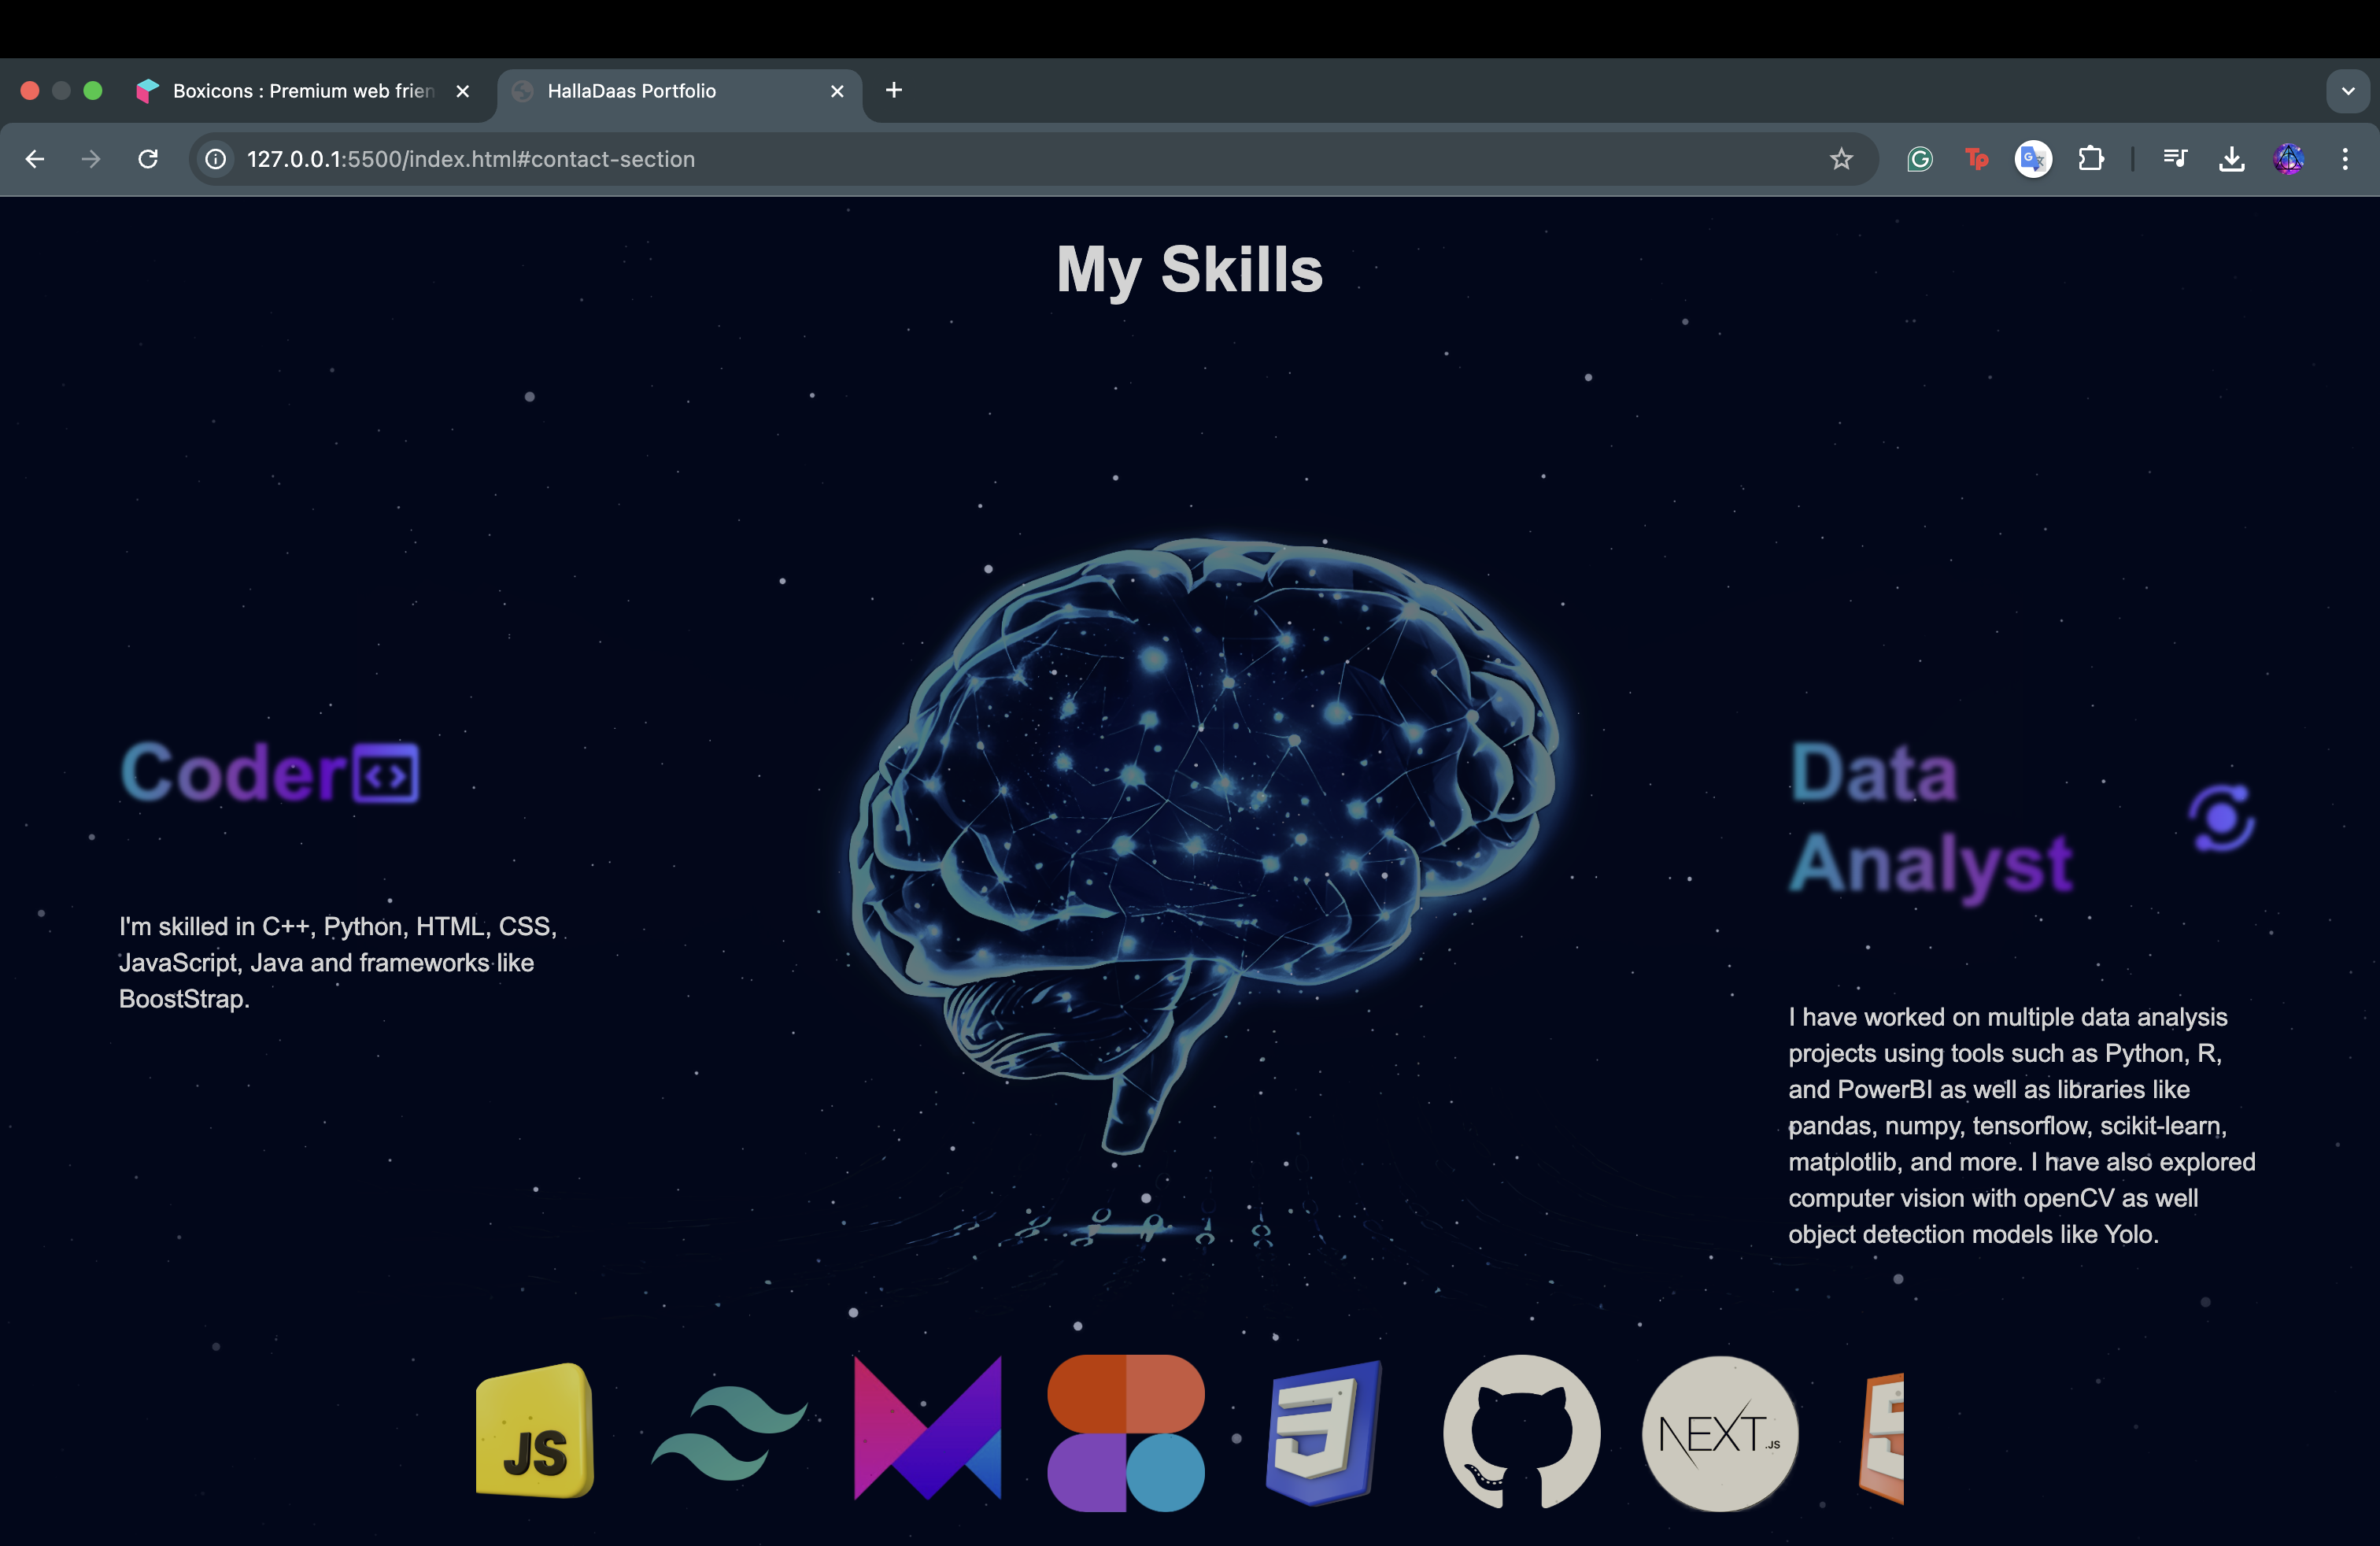 Boxicons : Premium web frien
HallaDaas Portfolio
127.0.0.1:5500/index.html#contact-section
My Skills
Coder
I'm skilled in C++, Python, HTML, CSS,
JavaScript, Java and frameworks like
BoostStrap.
Data
Analyst
I have worked on multiple data analysis
projects using tools such as Python, R,
and PowerBI as well as libraries like
pandas, numpy, tensorflow, scikit-learn,
matplotlib, and more. I have also explored
computer vision with openCV as well
object detection models like Yolo.
JS
NEXT.JS